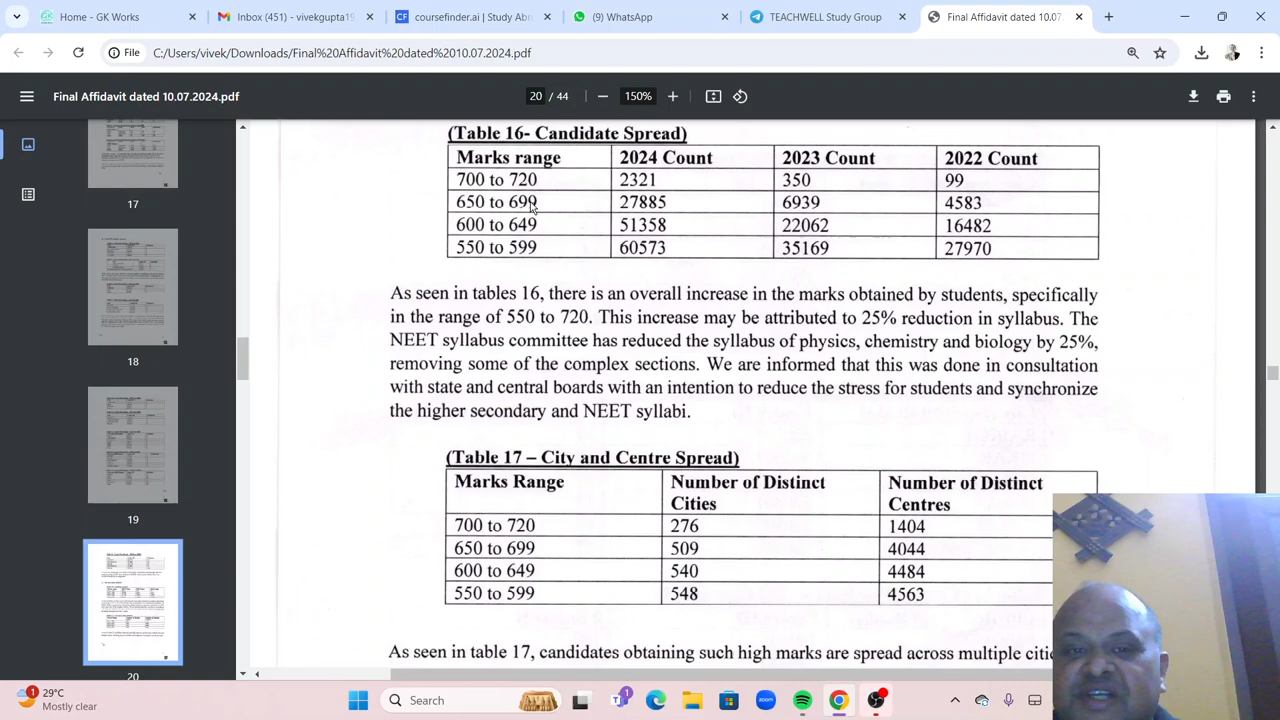 Home - GK Works
Inbox (451) - vivekgupta19
coursefinder.ani Study Abr
(9) WhatsApp
TEACHWELL Study Group
Final Affidavit dated 10.07.
File
C:/Users/vivek/Downloads/Final%20Affidavit%20dated%2010.07.2024.pdf
Final Affidavit dated 10.07.2024.pdf
20 / 44
150%
17
18
19
20
(Table 16- Candidate Spread)
Marks range 2024 Count 2023 Count 2022 Count
700 to 720 2321 350 99
650 to 699 27885 6939 4583
600 to 649 51358 22062 16482
550 to 599 60573 35169 27970
As seen in tables 16, there is an overall increase in the marks obtained by students, specifically
in the range of 550 to 720. This increase may be attributed to 25% reduction in syllabus. The
NEET syllabus committee has reduced the syllabus of physics, chemistry and biology by 25%,
removing some of the complex sections. We are informed that this was done in consultation
with state and central boards with an intention to reduce the stress for students and synchronize
the higher secondary and NEET syllabi.
(Table 17 – City and Centre Spread)
Marks Range Number of Distinct Number of Distinct
Cities Centres
700 to 720 276 1404
650 to 699 509 4044
600 to 649 540 4484
550 to 599 548 4563
As seen in table 17, candidates obtaining such high marks are spread across multiple citi
1
29°C
Mostly clear
Search
1